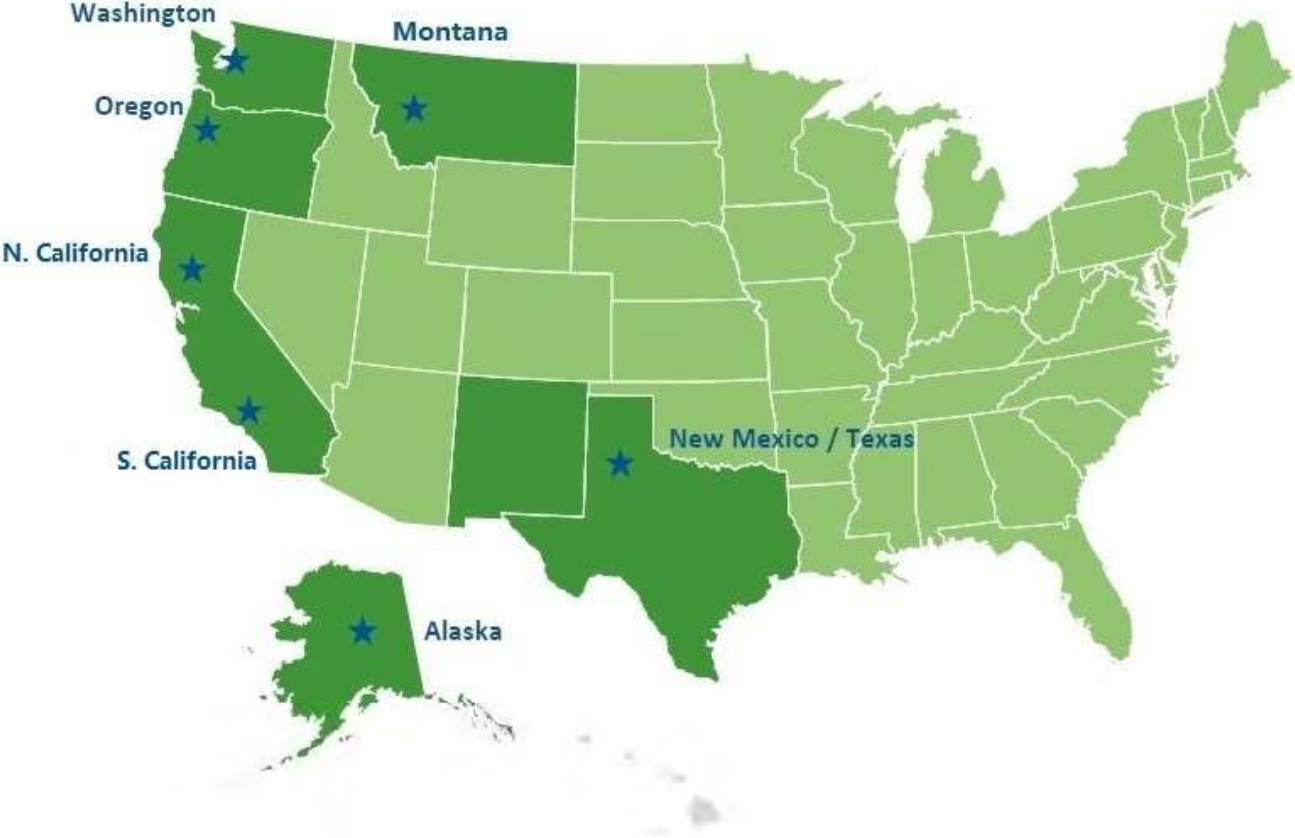 Washington
Montana
Oregon
N. California
New Mexico / Texas
S. California
Alaska